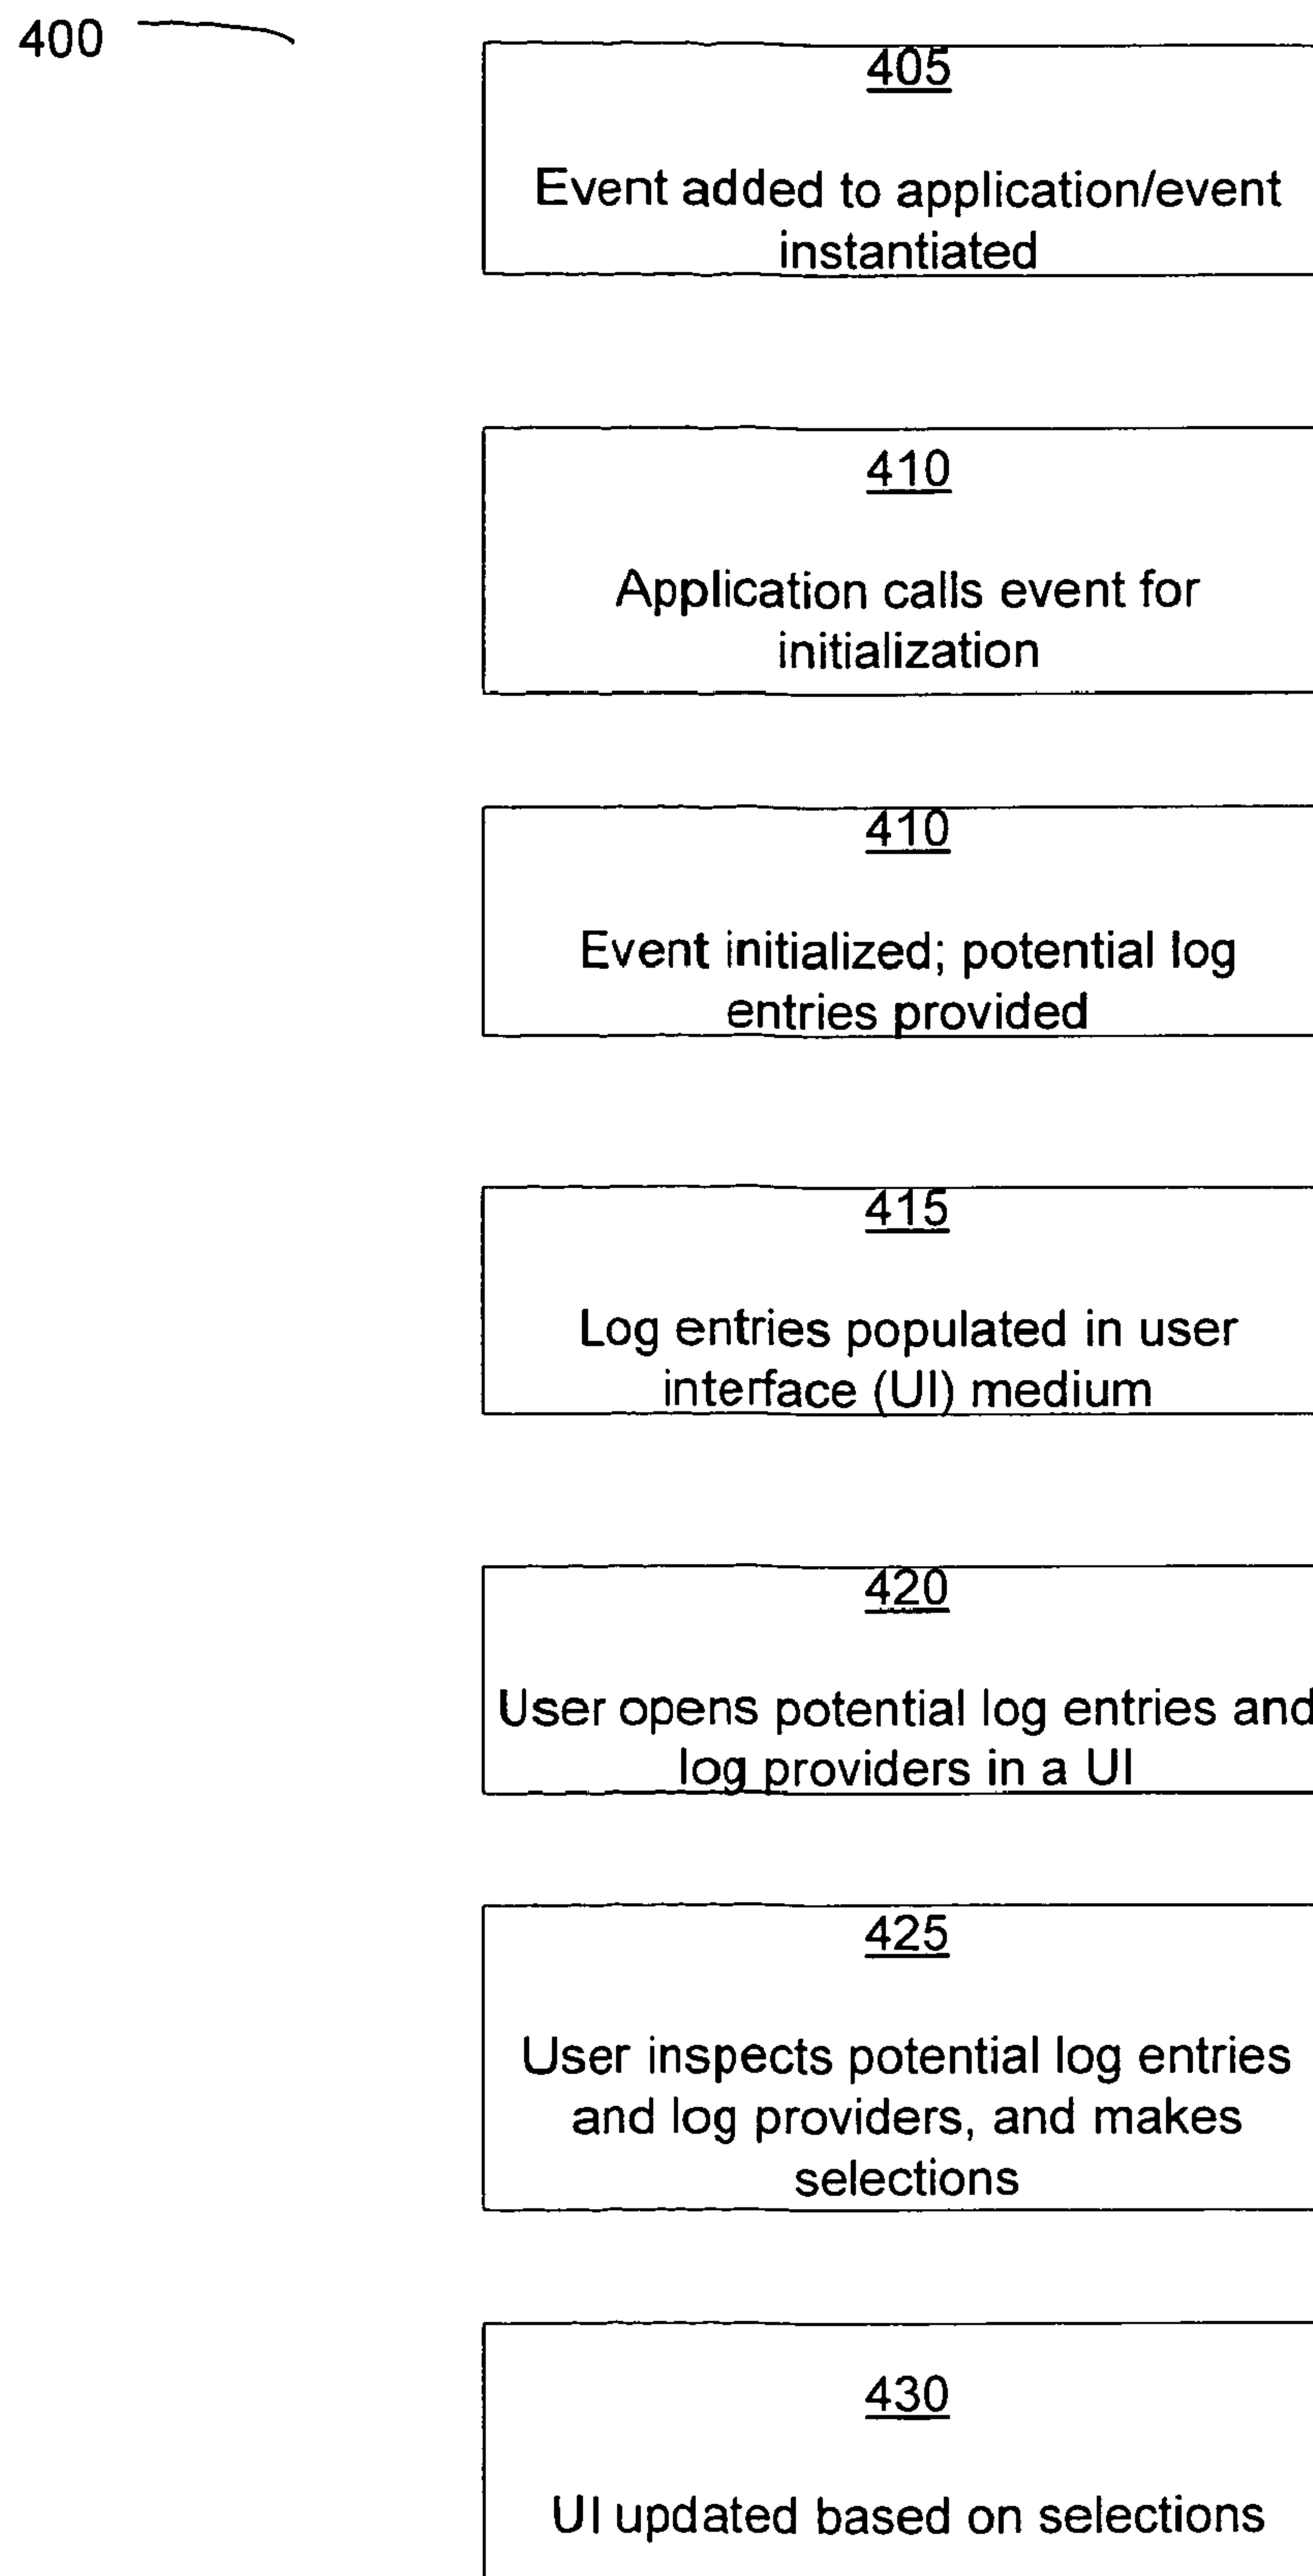 400
405
Event added to application/event
instantiated
410
Application calls event for
initialization
410
Event initialized; potential log
entries provided
415
Log entries populated in user
interface (UI) medium
420
User opens potential log entries and
log providers in a UI
425
User inspects potential log entries
and log providers, and makes
selections
430
UI updated based on selections